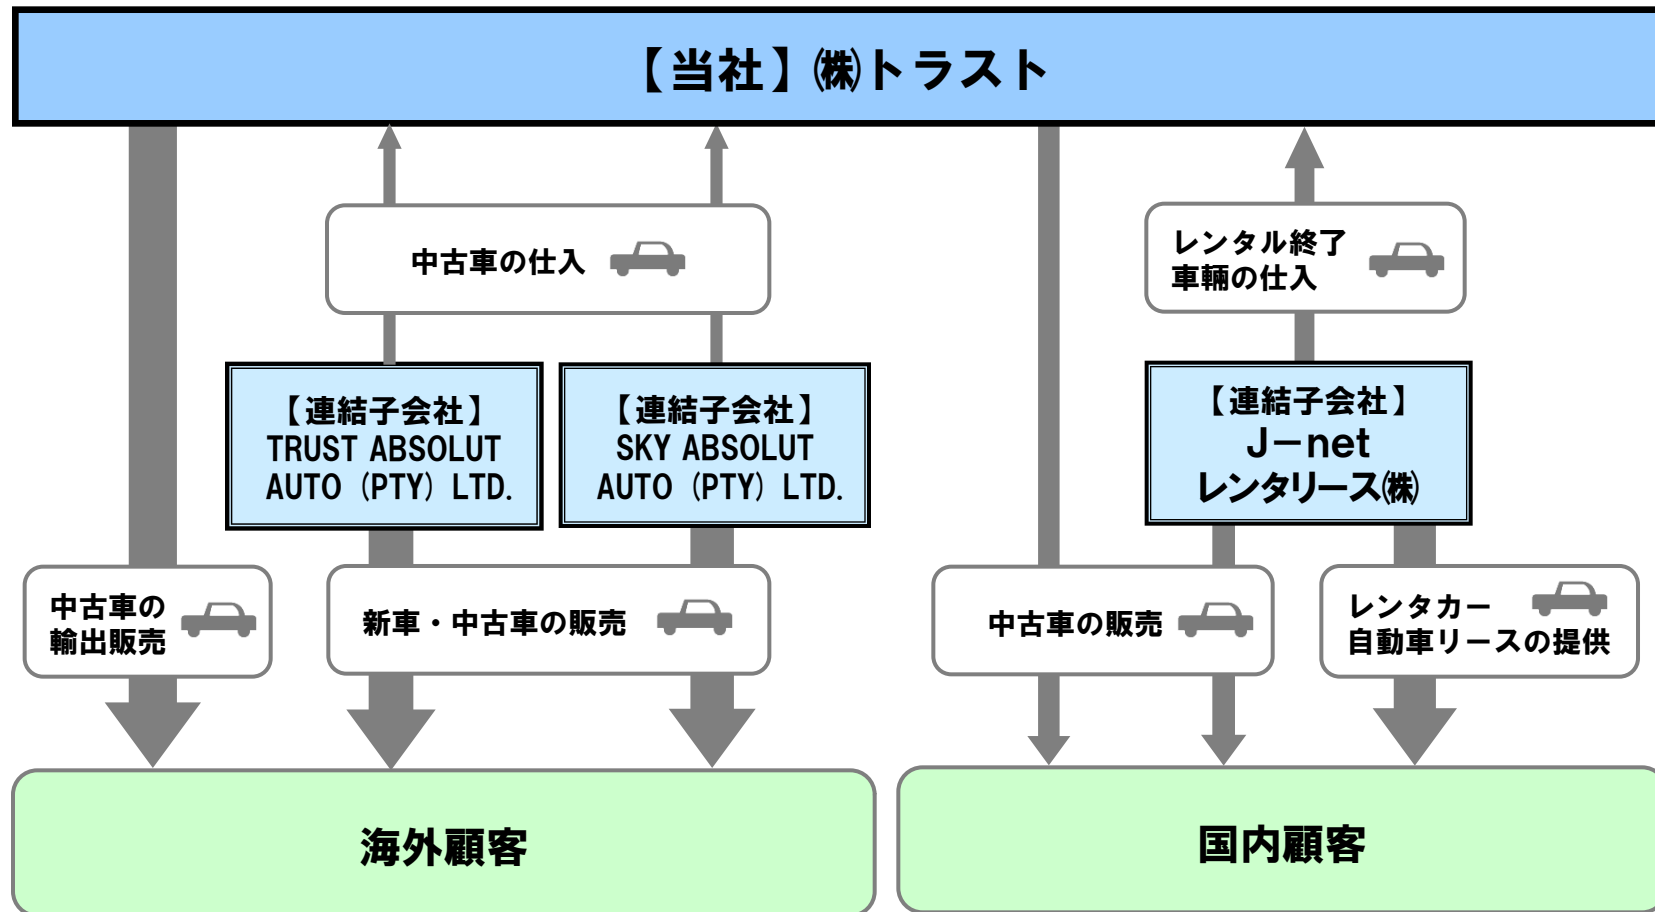 【当社】㈱トラスト
中古車の仕入
レンタル終了
車輛の仕入
【連結子会社】
TRUST ABSOLUT
AUTO (PTY) LTD.
【連結子会社】
SKY ABSOLUT
AUTO (PTY) LTD.
【連結子会社】
J－net
レンタリース㈱
中古車の
輸出販売
新車・中古車の販売
中古車の販売
レンタカー
自動車リースの提供
海外顧客
国内顧客